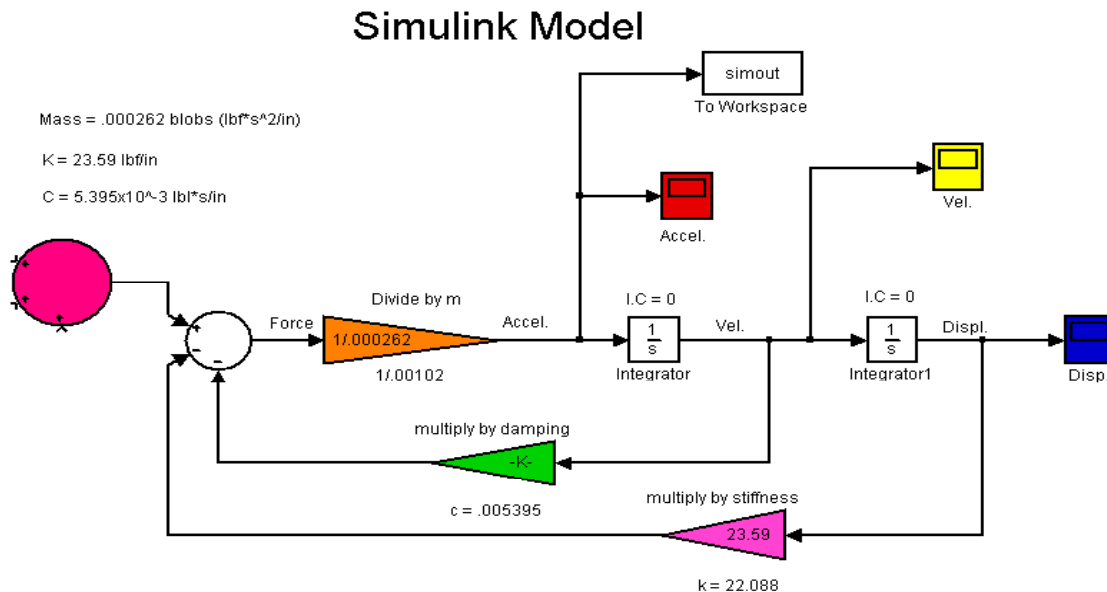 Simulink Model
simout
To Workspace
Mass = .000262 blobs (lbf*s^2/in)
K = 23.59 lbf/in
C = 5.395x10^-3 lbl*s/in
Accel.
Vel.
Divide by m
I.C = 0
I.C = 0
Force
1/.000262
Accel.
1
s
Vel.
1
s
Displ.
1/.00102
Integrator
Integrator1
Disp.
multiply by damping
-K-
c = .005395
multiply by stiffness
23.59
k = 22.088